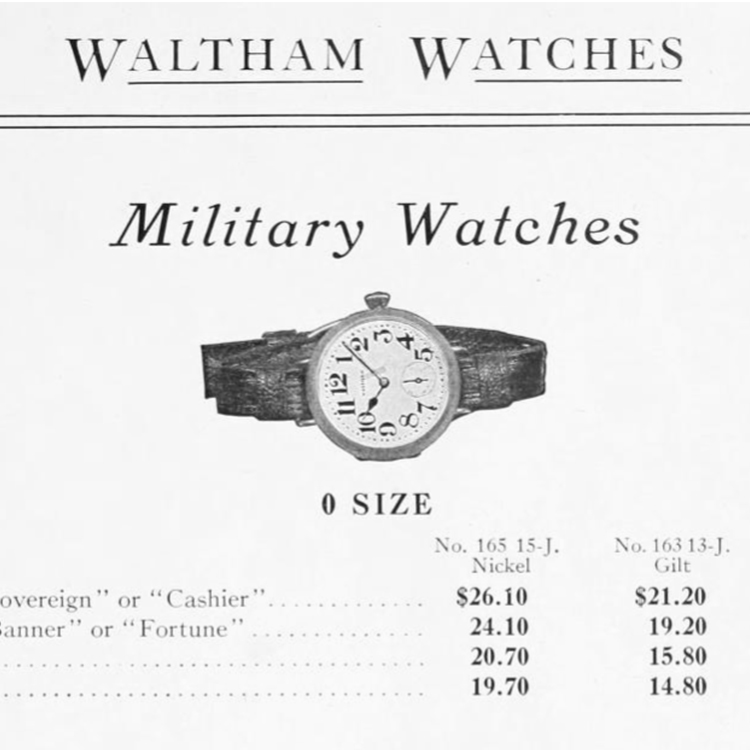 WALTHAM WATCHES
Military Watches
1 2 3 4 5 7 8 9 10 11 12
0 SIZE
No. 165 15-J. No. 163 13-J.
Nickel Gilt
overeign” or “Cashier” $26.10 $21.20
anner” or “Fortune” 24.10 19.20
20.70 15.80
19.70 14.80